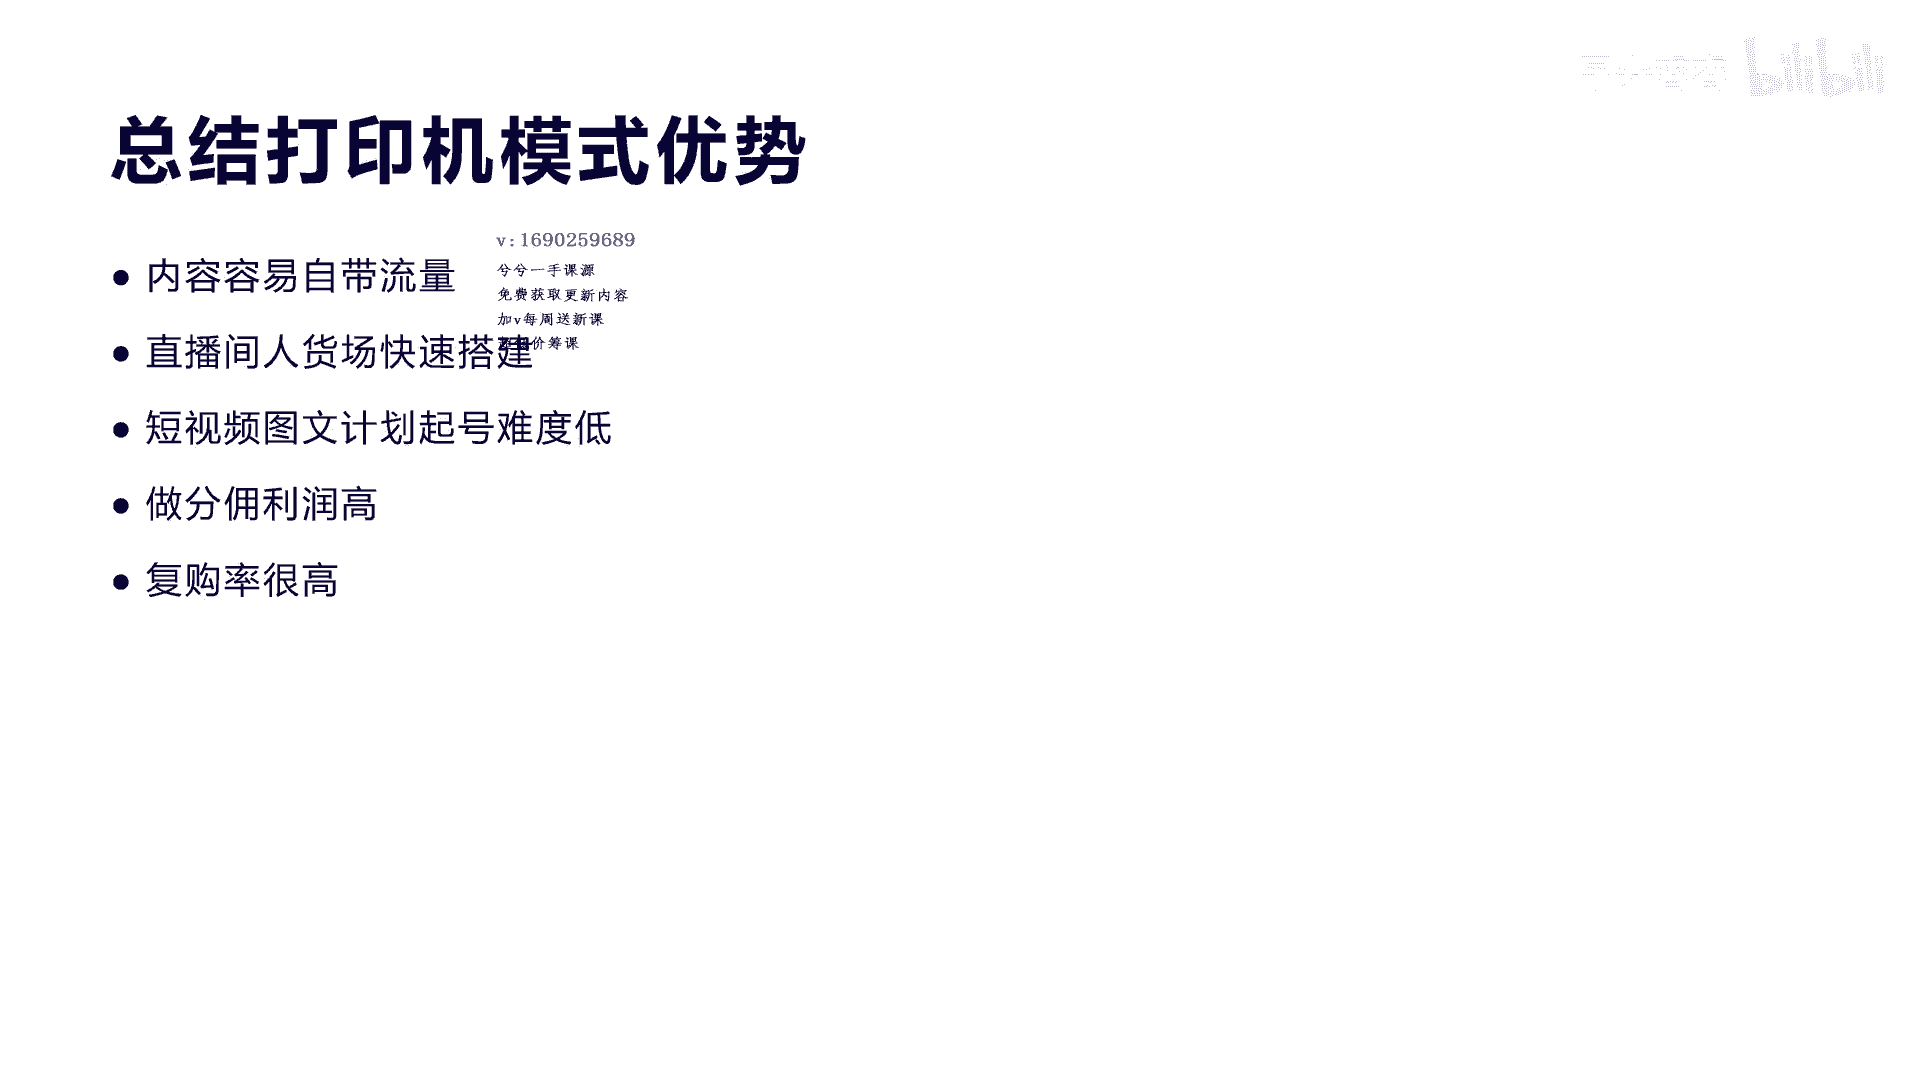 bilibili
总结打印机模式优势
v:1690259689
兮兮一手课源
内容容易自带流量
免费获取更新内容
加v每周送新课
价筹课
直播间人货场快速搭建
短视频图文计划起号难度低
做分佣利润高
复购率很高